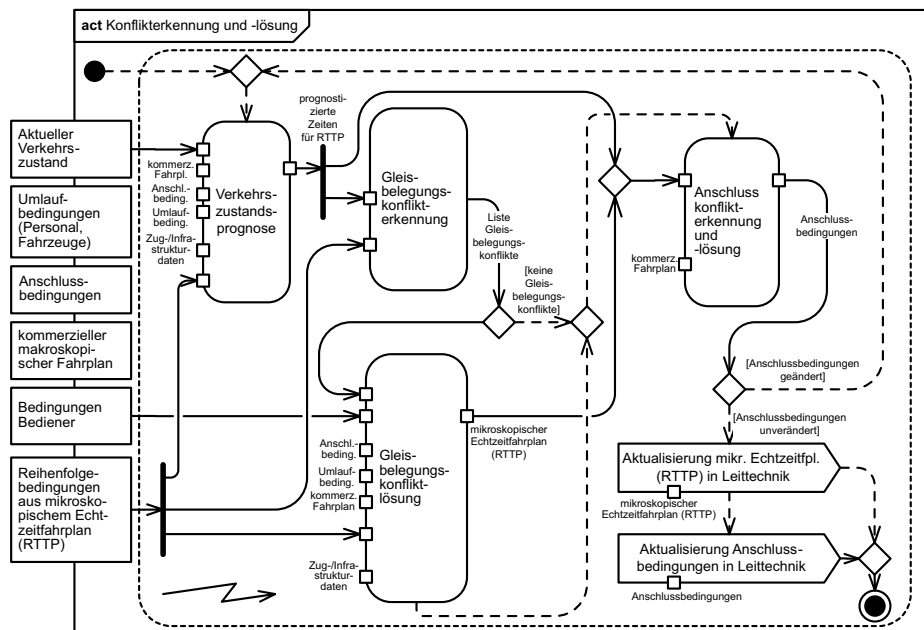 act Konflikterkennung und -lösung
Aktueller
Verkehrs-
zustand
Umlauf-
bedingungen
(Personal,
Fahrzeuge)
Anschluss-
bedingungen
kommerzieller
makroskopi-
scher Fahrplan
Bedingungen
Bediener
Reihenfolge-
bedingungen
aus mikrosko-
pischem Echt-
zeitfahrplan
(RTTP)
kommerz.
Fahrpl.
Anschl.-
beding.
Umlauf-
beding.
Zug-/Infra-
struktur-
daten
Verkehrs-
zustands-
prognose
prognosti-
zierte
Zeiten
für RTTP
Gleis-
belegungs-
konflikt-
erkennung
Liste
Gleis-
belegungs-
konflikte
[keine
Gleis-
belegungs-
konflikte]
Anschl.-
beding.
Umlauf-
beding.
kommerz.
Fahrplan
Zug-/Infra-
struktur-
daten
Gleis-
belegungs-
konflikt-
lösung
mikroskopischer
Echtzeitfahrplan
(RTTP)
Anschluss
konflikt-
erkennung
und
-lösung
kommerz.
Fahrplan
Anschluss-
bedingungen
[Anschlussbedingungen
geändert]
[Anschlussbedingungen
unverändert]
Aktualisierung mikr. Echtzeitfpl.
(RTTP) in Leittechnik
mikroskopischer
Echtzeitfahrplan (RTTP)
Aktualisierung Anschluss-
bedingungen in Leittechnik
Anschlussbedingungen